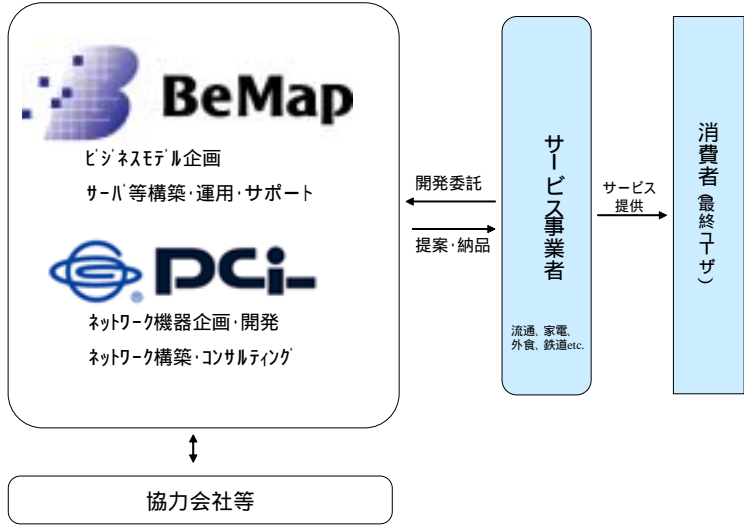 BeMap
ﾋﾞｼﾞﾈｽﾓﾃﾞﾙ企画
ｻｰﾊﾞ等構築･運用･サポート
PCi
ﾈｯﾄﾜｰｸ機器企画･開発
ﾈｯﾄﾜｰｸ構築･ｺﾝｻﾙﾃｨﾝｸﾞ
協力会社等
開発委託
提案･納品
サービス事業者
流通、家電、
外食、鉄道etc.
サービス
提供
消費者（最終ユーザ）